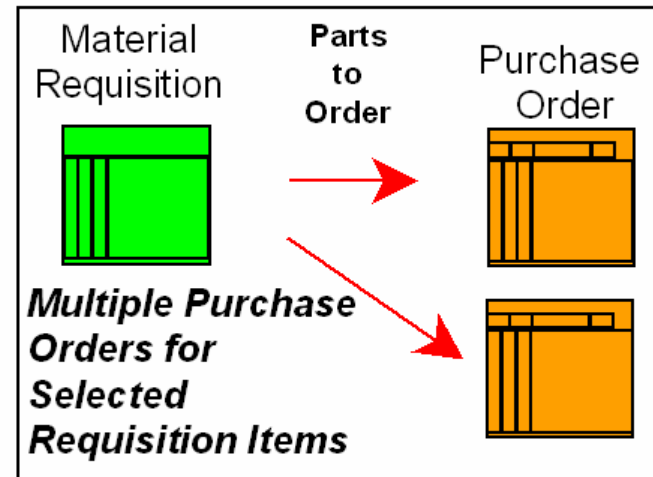 Material
Requisition
Parts
to
Order
Purchase
Order
Multiple Purchase
Orders for
Selected
Requisition Items